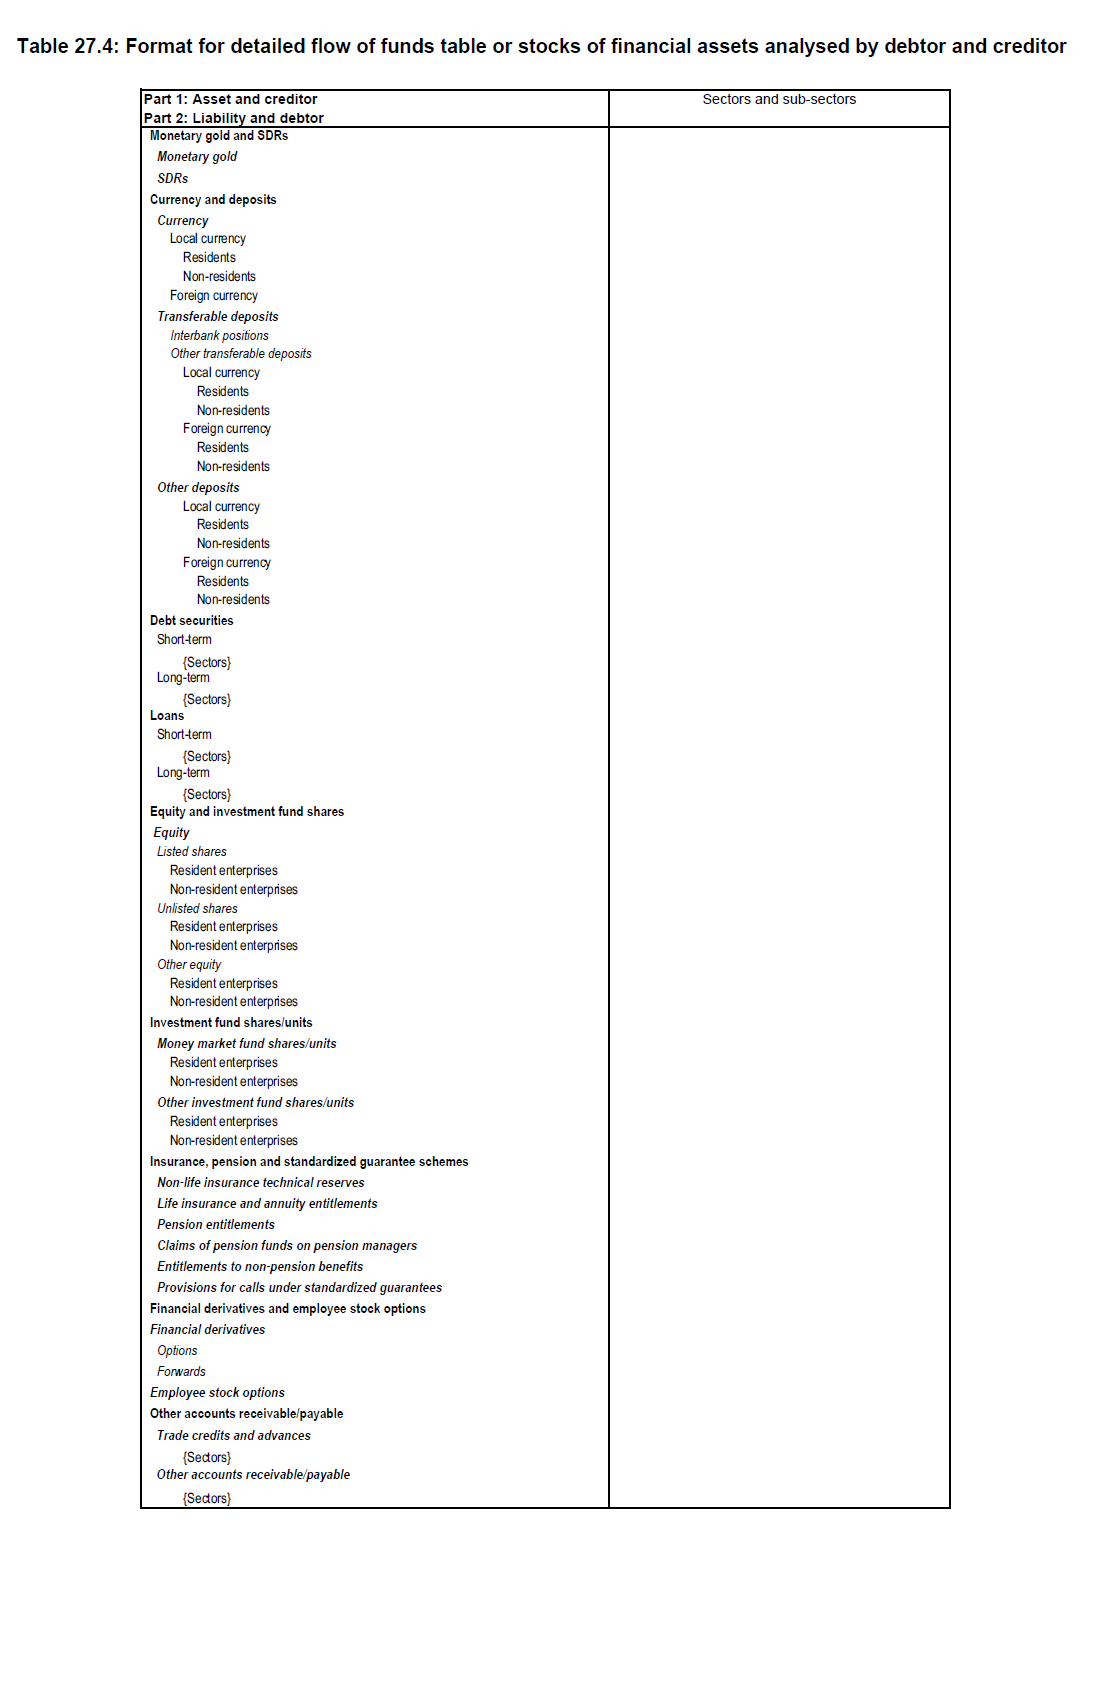 Table 27.4: Format for detailed flow of funds table or stocks of financial assets analysed by debtor and creditor
Part 1: Asset and creditor
Sectors and sub-sectors
Part 2: Liability and debtor
Monetary gold and SDRs
Monetary gold
SDRs
Currency and deposits
Currency
Local currency
Residents
Non-residents
Foreign currency
Transferable deposits
Interbank positions
Other transferable deposits
Local currency
Residents
Non-residents
Foreign currency
Residents
Non-residents
Other deposits
Local currency
Residents
Non-residents
Foreign currency
Residents
Non-residents
Debt securities
Short-term
{Sectors}
Long-term
{Sectors}
Loans
Short-term
{Sectors}
Long-term
{Sectors}
Equity and investment fund shares
Equity
Listed shares
Resident enterprises
Non-resident enterprises
Unlisted shares
Resident enterprises
Non-resident enterprises
Other equity
Resident enterprises
Non-resident enterprises
Investment fund shares/units
Money market fund shares/units
Resident enterprises
Non-resident enterprises
Other investment fund shares/units
Resident enterprises
Non-resident enterprises
Insurance, pension and standardized guarantee schemes
Non-life insurance technical reserves
Life insurance and annuity entitlements
Pension entitlements
Claims of pension funds on pension managers
Entitlements to non-pension benefits
Provisions for calls under standardized guarantees
Financial derivatives and employee stock options
Financial derivatives
Options
Forwards
Employee stock options
Other accounts receivable/payable
Trade credits and advances
{Sectors}
Other accounts receivable/payable
{Sectors}